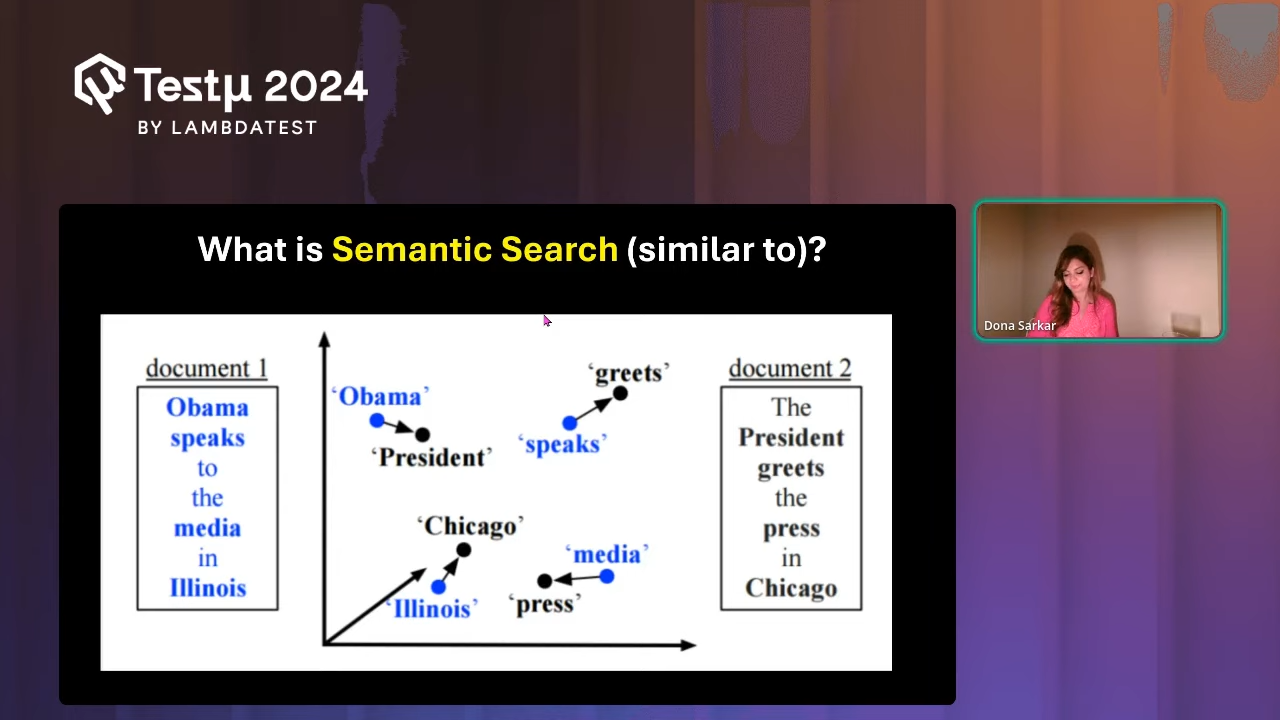 Testμ 2024
BY LAMBDATEST
What is Semantic Search (similar to)?
document 1
Obama
speaks
to
the
media
in
Illinois
‘Obama’
‘President’
‘greets’
‘speaks’
‘Chicago’
‘Illinois’
‘media’
‘press’
document 2
The
President
greets
the
press
in
Chicago
Dona Sarkar